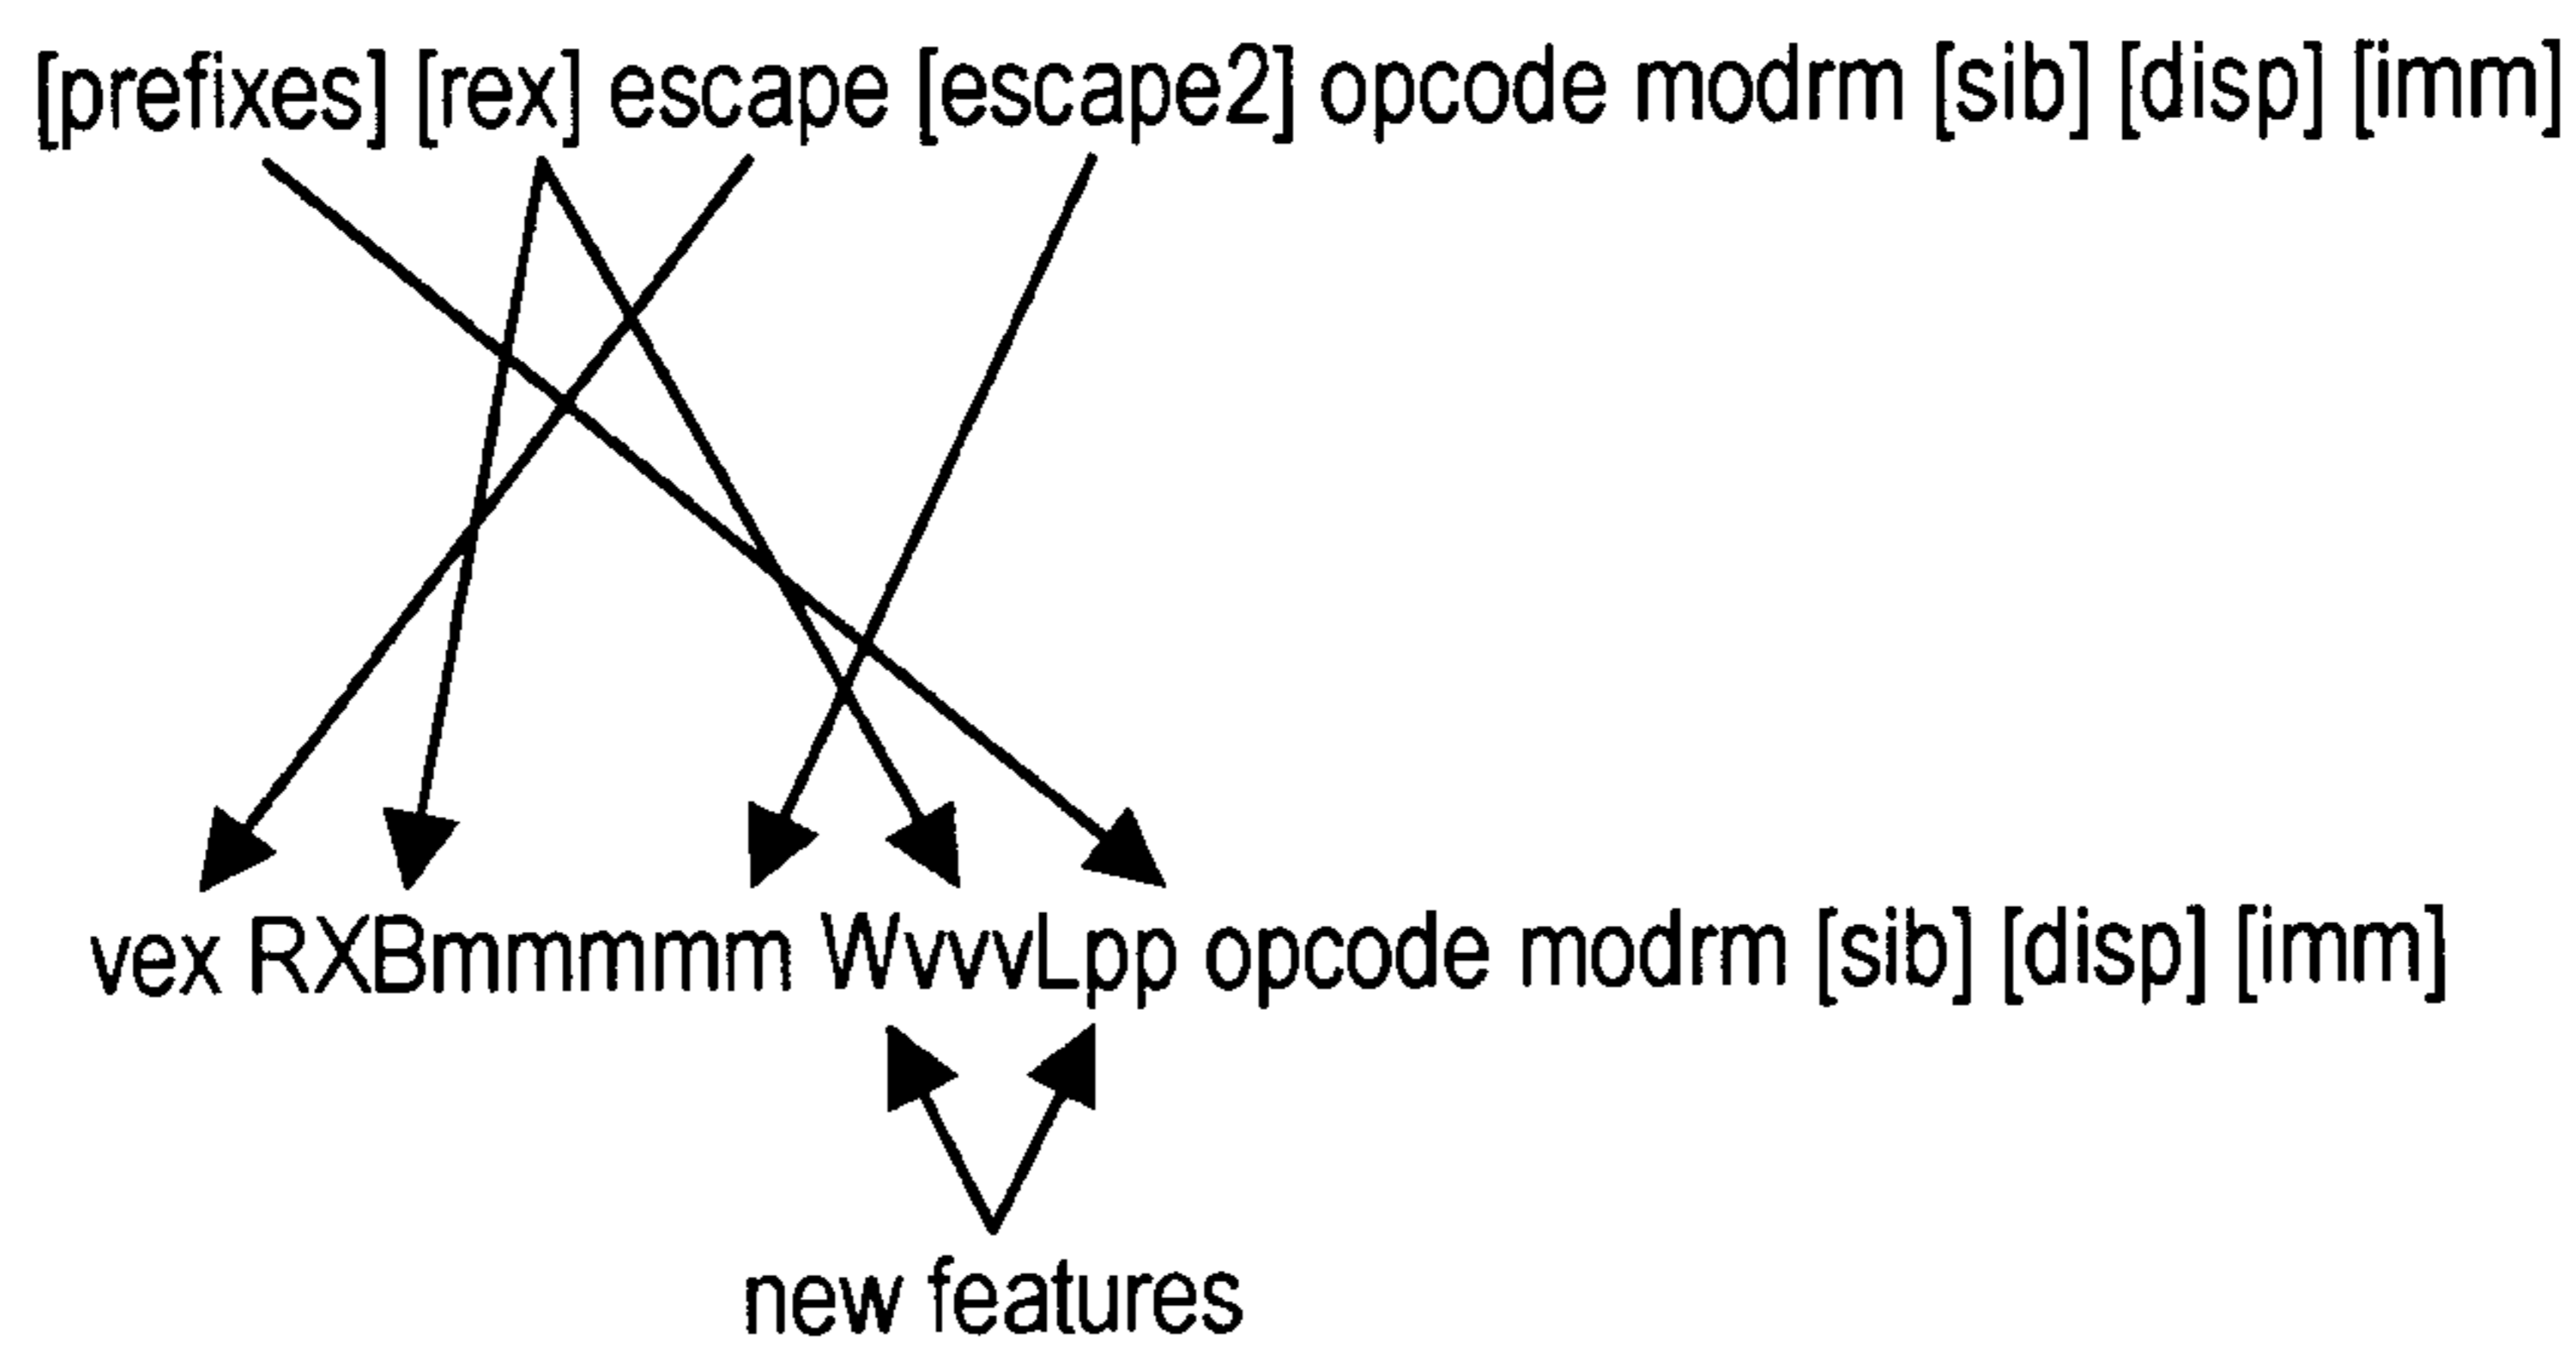 [prefixes] [rex] escape [escape2] opcode modrm [sib] [disp] [imm]
vex RXBmmmmm WvvvLpp opcode modrm [sib] [disp] [imm]
new features